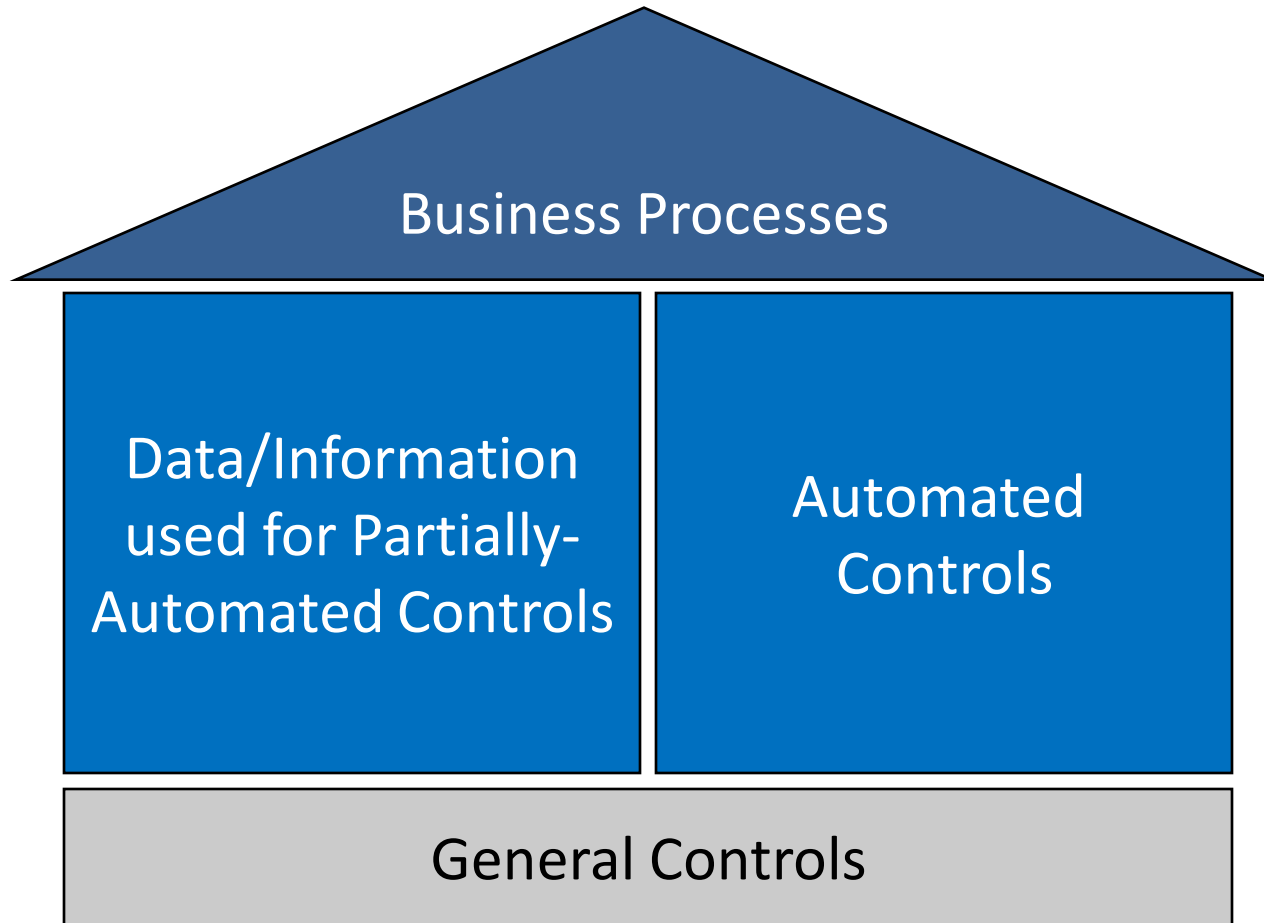 Business Processes
Data/Information
used for Partially-
Automated Controls
Automated
Controls
General Controls